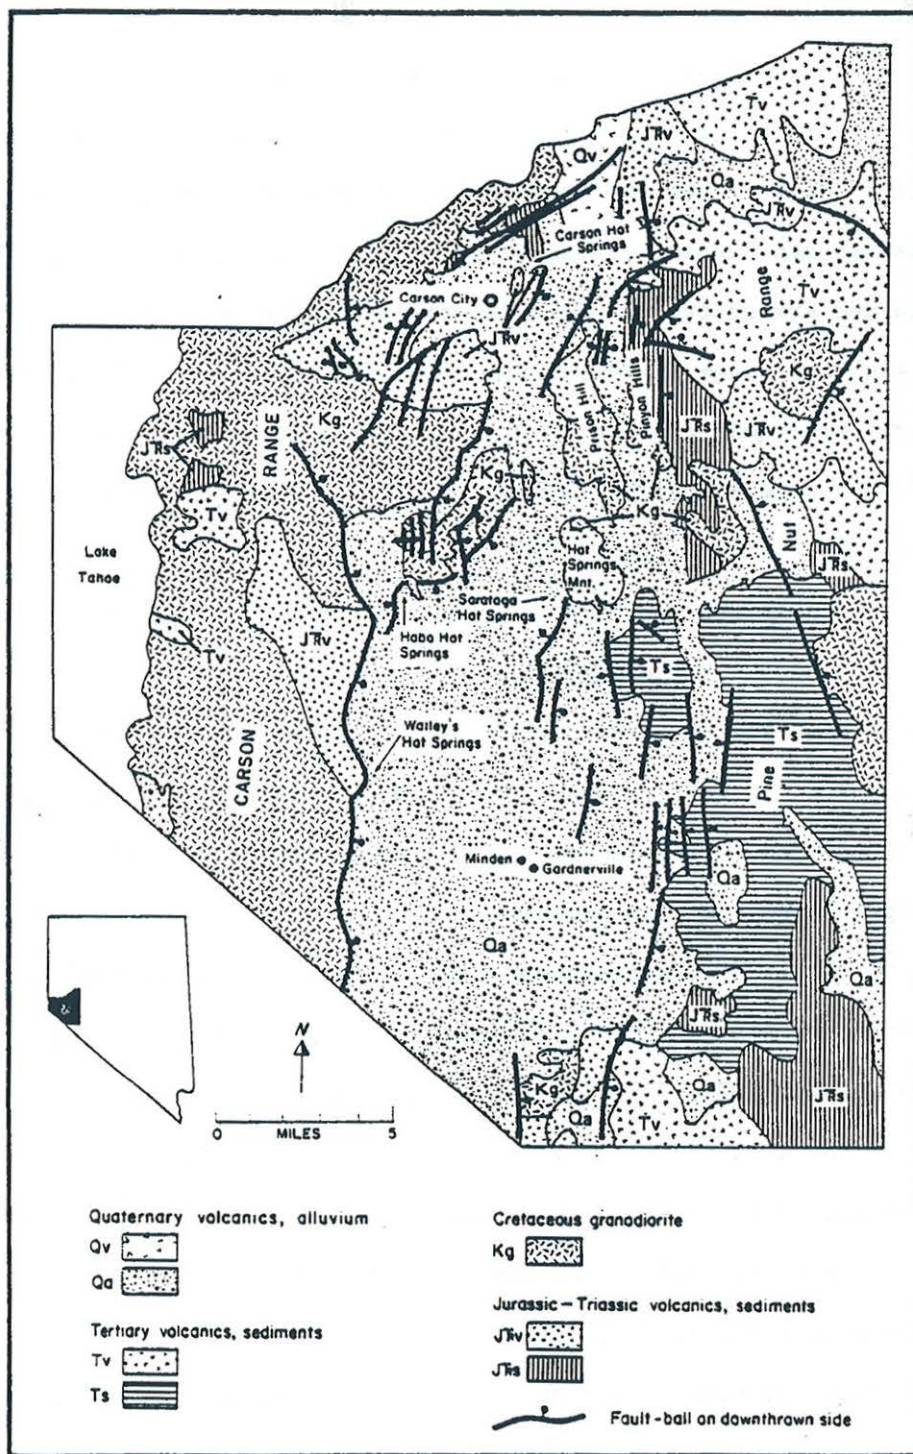 Tv
JTRv
Qv
Qa
JTRv
Carson Hot
Springs
Range
Tv
Carson City
JTRv
Kg
Prison Hill
Pinyon Hills
Kg
RANGE
JTRs
JTRs
JTRv
Kg
Tv
Kg
Nut
Lake
Tahoe
Hot
Springs
Mnt.
JTRs
Saratoga
Hot Springs
JTRv
Hobo Hot
Springs
Tv
Ts
Walley's
Hot Springs
Ts
CARSON
Pine
Minden
Gardnerville
Qa
Qa
Qa
JTRs
N
Kg
Qa
Qa
Tv
JTRs
0 5
MILES
Quaternary volcanics, alluvium
Qv
Qa
Tertiary volcanics, sediments
Tv
Ts
Cretaceous granodiorite
Kg
Jurassic-Triassic volcanics, sediments
JTRv
JTRs
Fault-ball on downthrown side